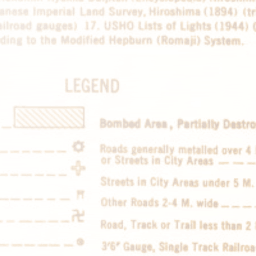 anese Imperial Land Survey, Hiroshima (1894) (tr
ailroad gauges) 17. USHO Lists of Lights (1944)
ding to the Modified Hepburn (Romaji) System.
LEGEND
Bombed Area, Partially Destro
Roads generally metalled over 4
or Streets in City Areas
Streets in City Areas under 5 M.
Other Roads 2-4 M. wide
Road, Track or Trail less than 2
3'6" Gauge, Single Track Railroa